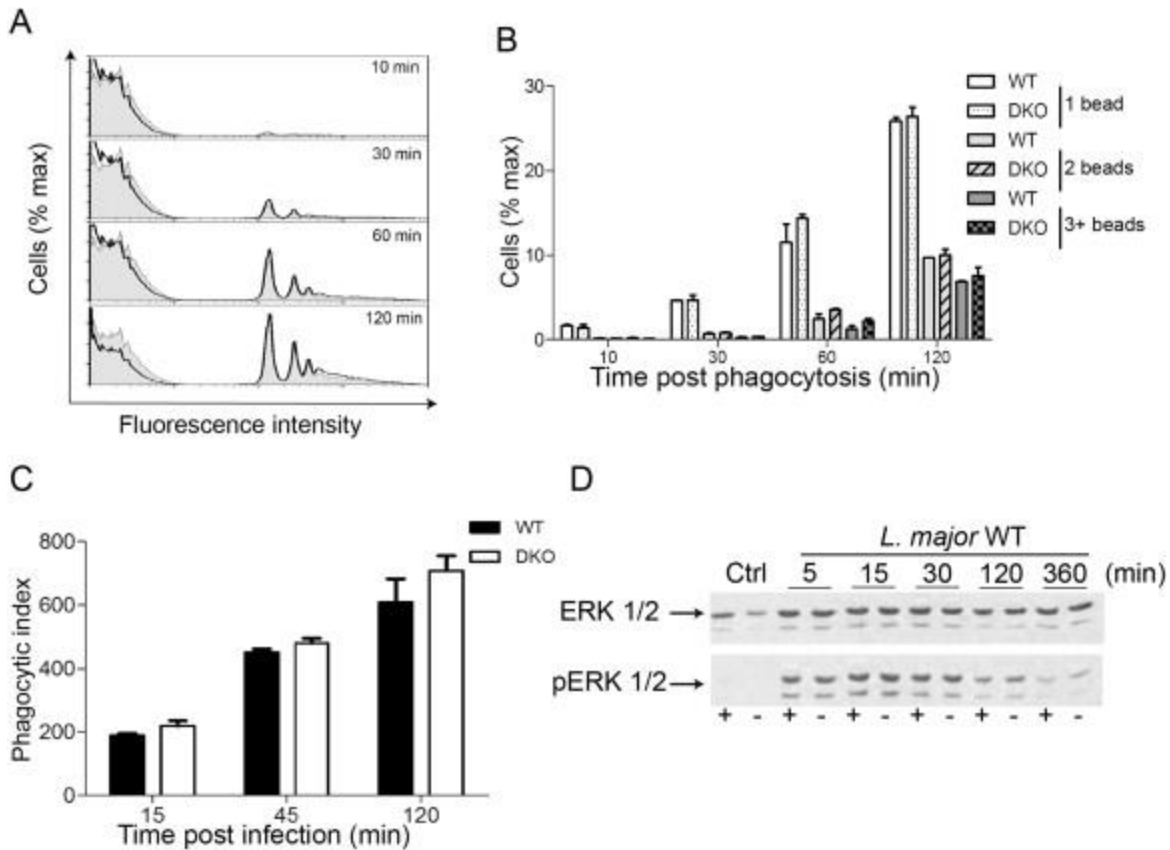 A
10 min
30 min
60 min
120 min
Cells (% max)
Fluorescence intensity
B
30
20
10
0
Cells (% max)
10 30 60 120
Time post phagocytosis (min)
WT
DKO
1 bead
WT
DKO
2 beads
WT
DKO
3+ beads
C
800
600
400
200
0
Phagocytic index
15 45 120
Time post infection (min)
WT
DKO
D
L. major WT
Ctrl 5 15 30 120 360 (min)
ERK 1/2
pERK 1/2
+ - + - + - + - + - + -